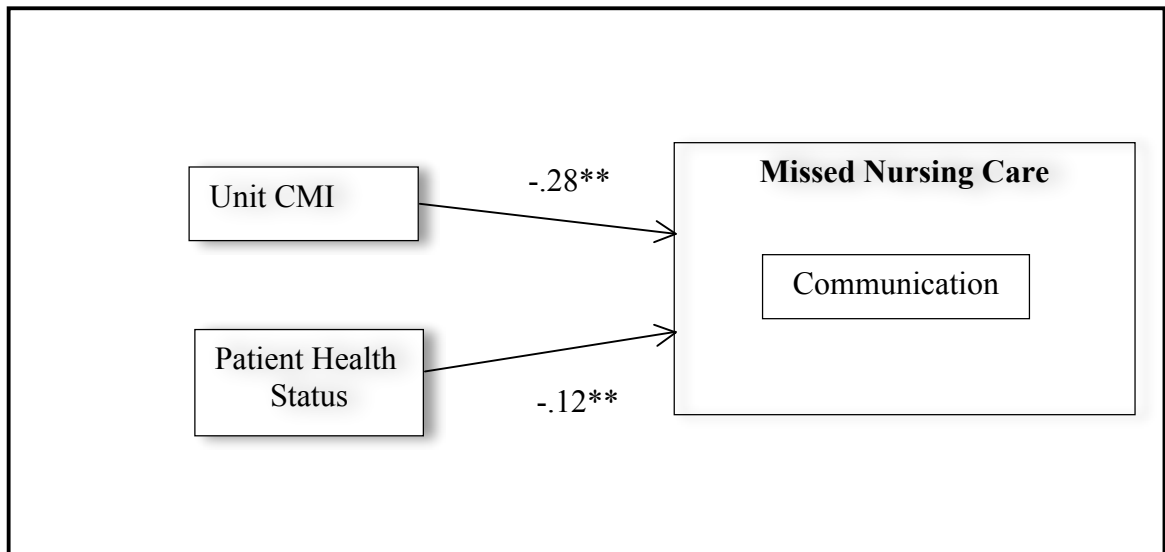 Unit CMI
-.28**
Missed Nursing Care
Communication
Patient Health
Status
-.12**